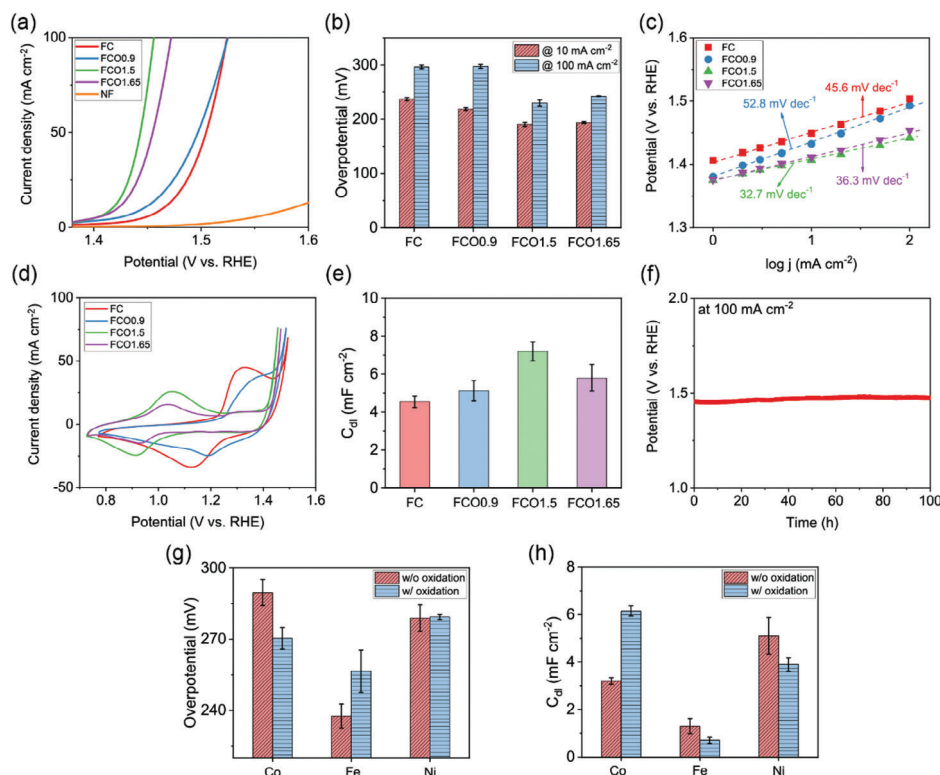 (a)
100
50
0
1.4
1.5
1.6
Current density (mA cm⁻²)
Potential (V vs. RHE)
FC
FCO0.9
FCO1.5
FCO1.65
NF
(b)
300
200
100
0
Overpotential (mV)
@ 10 mA cm⁻²
@ 100 mA cm⁻²
FC
FCO0.9
FCO1.5
FCO1.65
(c)
1.6
1.5
1.4
1.3
0.0
0.5
1.0
1.5
2.0
Potential (V vs. RHE)
log j (mA cm⁻²)
FC
FCO0.9
FCO1.5
FCO1.65
45.6 mV dec⁻¹
52.8 mV dec⁻¹
36.3 mV dec⁻¹
32.7 mV dec⁻¹
(d)
100
50
0
-50
0.8
1.0
1.2
1.4
1.6
Current density (mA cm⁻²)
Potential (V vs. RHE)
FC
FCO0.9
FCO1.5
FCO1.65
(e)
10
8
6
4
2
0
C_dl (mF cm⁻²)
FC
FCO0.9
FCO1.5
FCO1.65
(f)
at 100 mA cm⁻²
2.0
1.5
1.0
0
20
40
60
80
100
Potential (V vs. RHE)
Time (h)
(g)
300
270
240
Overpotential (mV)
w/o oxidation
w/ oxidation
Co
Fe
Ni
(h)
8
6
4
2
0
C_dl (mF cm⁻²)
w/o oxidation
w/ oxidation
Co
Fe
Ni